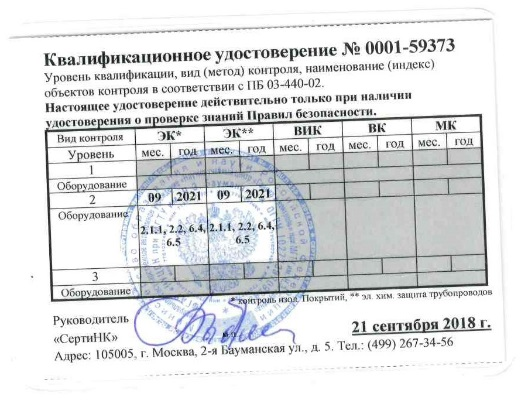 Квалификационное удостоверение № 0001-59373
Уровень квалификации, вид (метод) контроля, наименование (индекс)
объектов контроля в соответствии с ПБ 03-440-02.
Настоящее удостоверение действительно только при наличии
удостоверения о проверке знаний Правил безопасности.
Вид контроля ЭК* ЭК** ВИК ВК МК
Уровень мес. год мес. год мес. год мес. год мес. год
1
Оборудование
2 09 2021 09 2021
Оборудование
2.1.1, 2.2, 6.4, 2.1.1, 2.2, 6.4,
6.5 6.5
3
Оборудование
* контроль изол. Покрытий, ** эл. хим. защита трубопроводов
Руководитель
«СертиНК»
21 сентября 2018 г.
Адрес: 105005, г. Москва, 2-я Бауманская ул., д. 5. Тел.: (499) 267-34-56